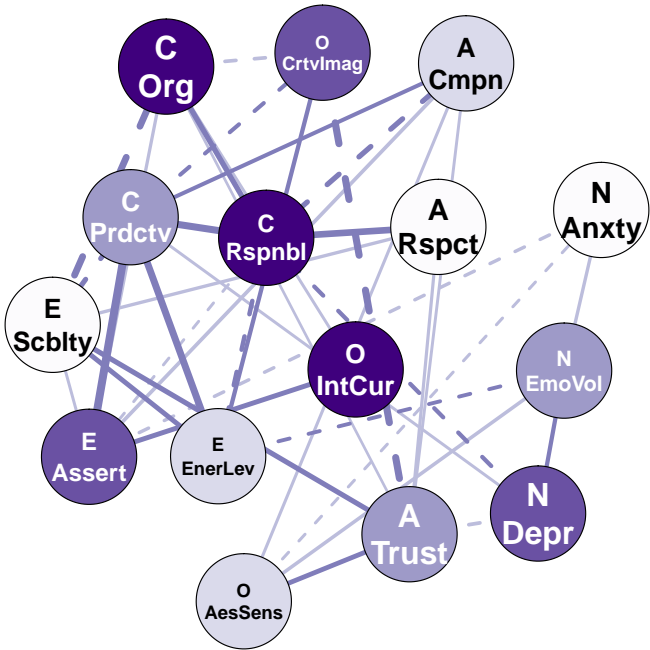 C
Org
O
CrtvImag
A
Cmpn
C
Prdctv
C
Rspnbl
A
Rspct
N
Anxty
E
Scblty
O
IntCur
N
EmoVol
E
Assert
E
EnerLev
A
Trust
N
Depr
O
AesSens